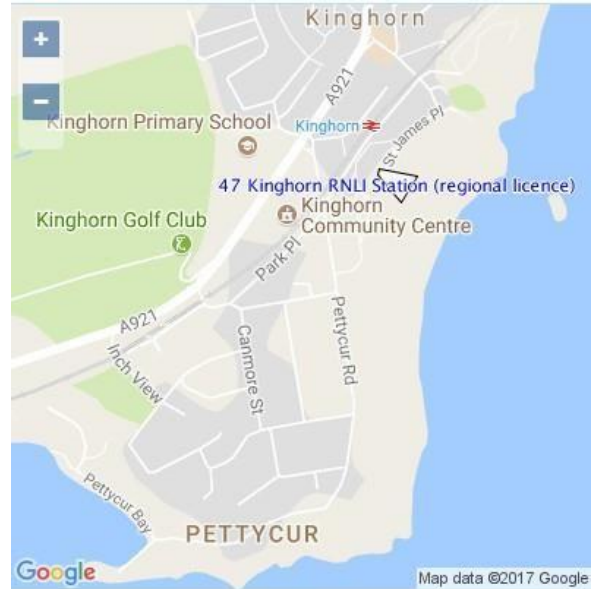 +
Kinghorn
−
A921
Kinghorn Primary School
Kinghorn
St James Pl
47 Kinghorn RNLI Station (regional licence)
Kinghorn
Community Centre
Kinghorn Golf Club
Park Pl
A921
Pettycur Rd
Canmore St
Inch View
Pettycur Bay
PETTYCUR
Google
Map data ©2017 Google